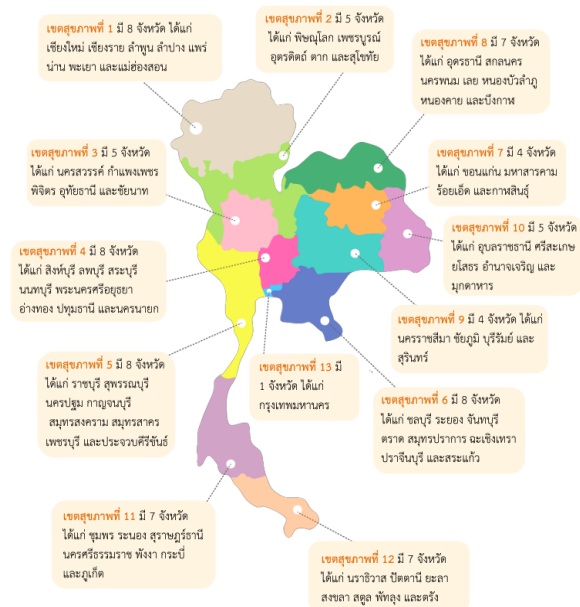 เขตสุขภาพที่ 1 มี 8 จังหวัด ได้แก่
เชียงใหม่ เชียงราย ลำพูน ลำปาง แพร่
น่าน พะเยา และแม่ฮ่องสอน
เขตสุขภาพที่ 2 มี 5 จังหวัด
ได้แก่ พิษณุโลก เพชรบูรณ์
อุตรดิตถ์ ตาก และสุโขทัย
เขตสุขภาพที่ 8 มี 7 จังหวัด
ได้แก่ อุดรธานี สกลนคร
นครพนม เลย หนองบัวลำภู
หนองคาย และบึงกาฬ
เขตสุขภาพที่ 3 มี 5 จังหวัด
ได้แก่ นครสวรรค์ กำแพงเพชร
พิจิตร อุทัยธานี และชัยนาท
เขตสุขภาพที่ 7 มี 4 จังหวัด
ได้แก่ ขอนแก่น มหาสารคาม
ร้อยเอ็ด และกาฬสินธุ์
เขตสุขภาพที่ 10 มี 5 จังหวัด
ได้แก่ อุบลราชธานี ศรีสะเกษ
ยโสธร อำนาจเจริญ และ
มุกดาหาร
เขตสุขภาพที่ 4 มี 8 จังหวัด
ได้แก่ สิงห์บุรี ลพบุรี สระบุรี
นนทบุรี พระนครศรีอยุธยา
อ่างทอง ปทุมธานี และนครนายก
เขตสุขภาพที่ 9 มี 4 จังหวัด ได้แก่
นครราชสีมา ชัยภูมิ บุรีรัมย์ และ
สุรินทร์
เขตสุขภาพที่ 5 มี 8 จังหวัด
ได้แก่ ราชบุรี สุพรรณบุรี
นครปฐม กาญจนบุรี
สมุทรสงคราม สมุทรสาคร
เพชรบุรี และประจวบคีรีขันธ์
เขตสุขภาพที่ 13 มี
1 จังหวัด ได้แก่
กรุงเทพมหานคร
เขตสุขภาพที่ 6 มี 8 จังหวัด
ได้แก่ ชลบุรี ระยอง จันทบุรี
ตราด สมุทรปราการ ฉะเชิงเทรา
ปราจีนบุรี และสระแก้ว
เขตสุขภาพที่ 11 มี 7 จังหวัด
ได้แก่ ชุมพร ระนอง สุราษฎร์ธานี
นครศรีธรรมราช พังงา กระบี่
และภูเก็ต
เขตสุขภาพที่ 12 มี 7 จังหวัด
ได้แก่ นราธิวาส ปัตตานี ยะลา
สงขลา สตูล พัทลุง และตรัง